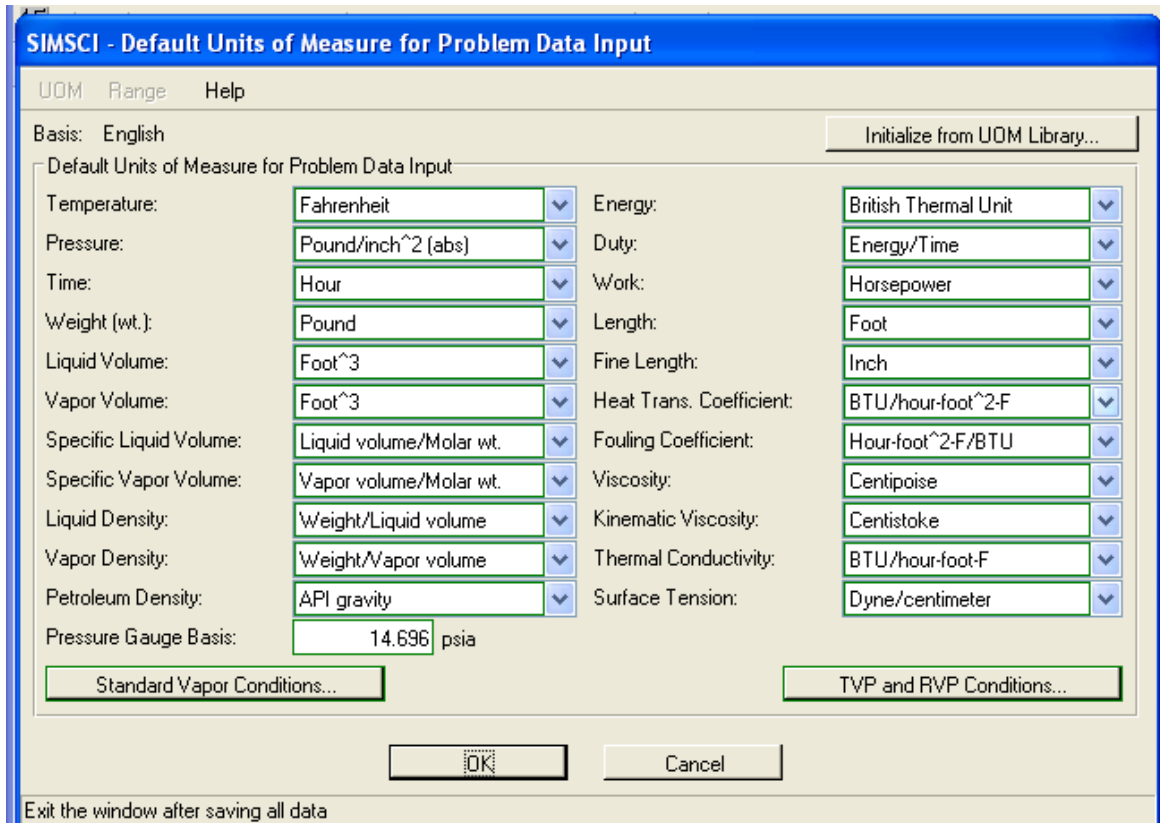 SIMSCI - Default Units of Measure for Problem Data Input
UOM Range Help
Basis: English Initialize from UOM Library...
Default Units of Measure for Problem Data Input
Temperature: Fahrenheit Energy: British Thermal Unit
Pressure: Pound/inch^2 (abs) Duty: Energy/Time
Time: Hour Work: Horsepower
Weight (wt.): Pound Length: Foot
Liquid Volume: Foot^3 Fine Length: Inch
Vapor Volume: Foot^3 Heat Trans. Coefficient: BTU/hour-foot^2-F
Specific Liquid Volume: Liquid volume/Molar wt. Fouling Coefficient: Hour-foot^2-F/BTU
Specific Vapor Volume: Vapor volume/Molar wt. Viscosity: Centipoise
Liquid Density: Weight/Liquid volume Kinematic Viscosity: Centistoke
Vapor Density: Weight/Vapor volume Thermal Conductivity: BTU/hour-foot-F
Petroleum Density: API gravity Surface Tension: Dyne/centimeter
Pressure Gauge Basis: 14.696 psia
Standard Vapor Conditions... TVP and RVP Conditions...
OK Cancel
Exit the window after saving all data